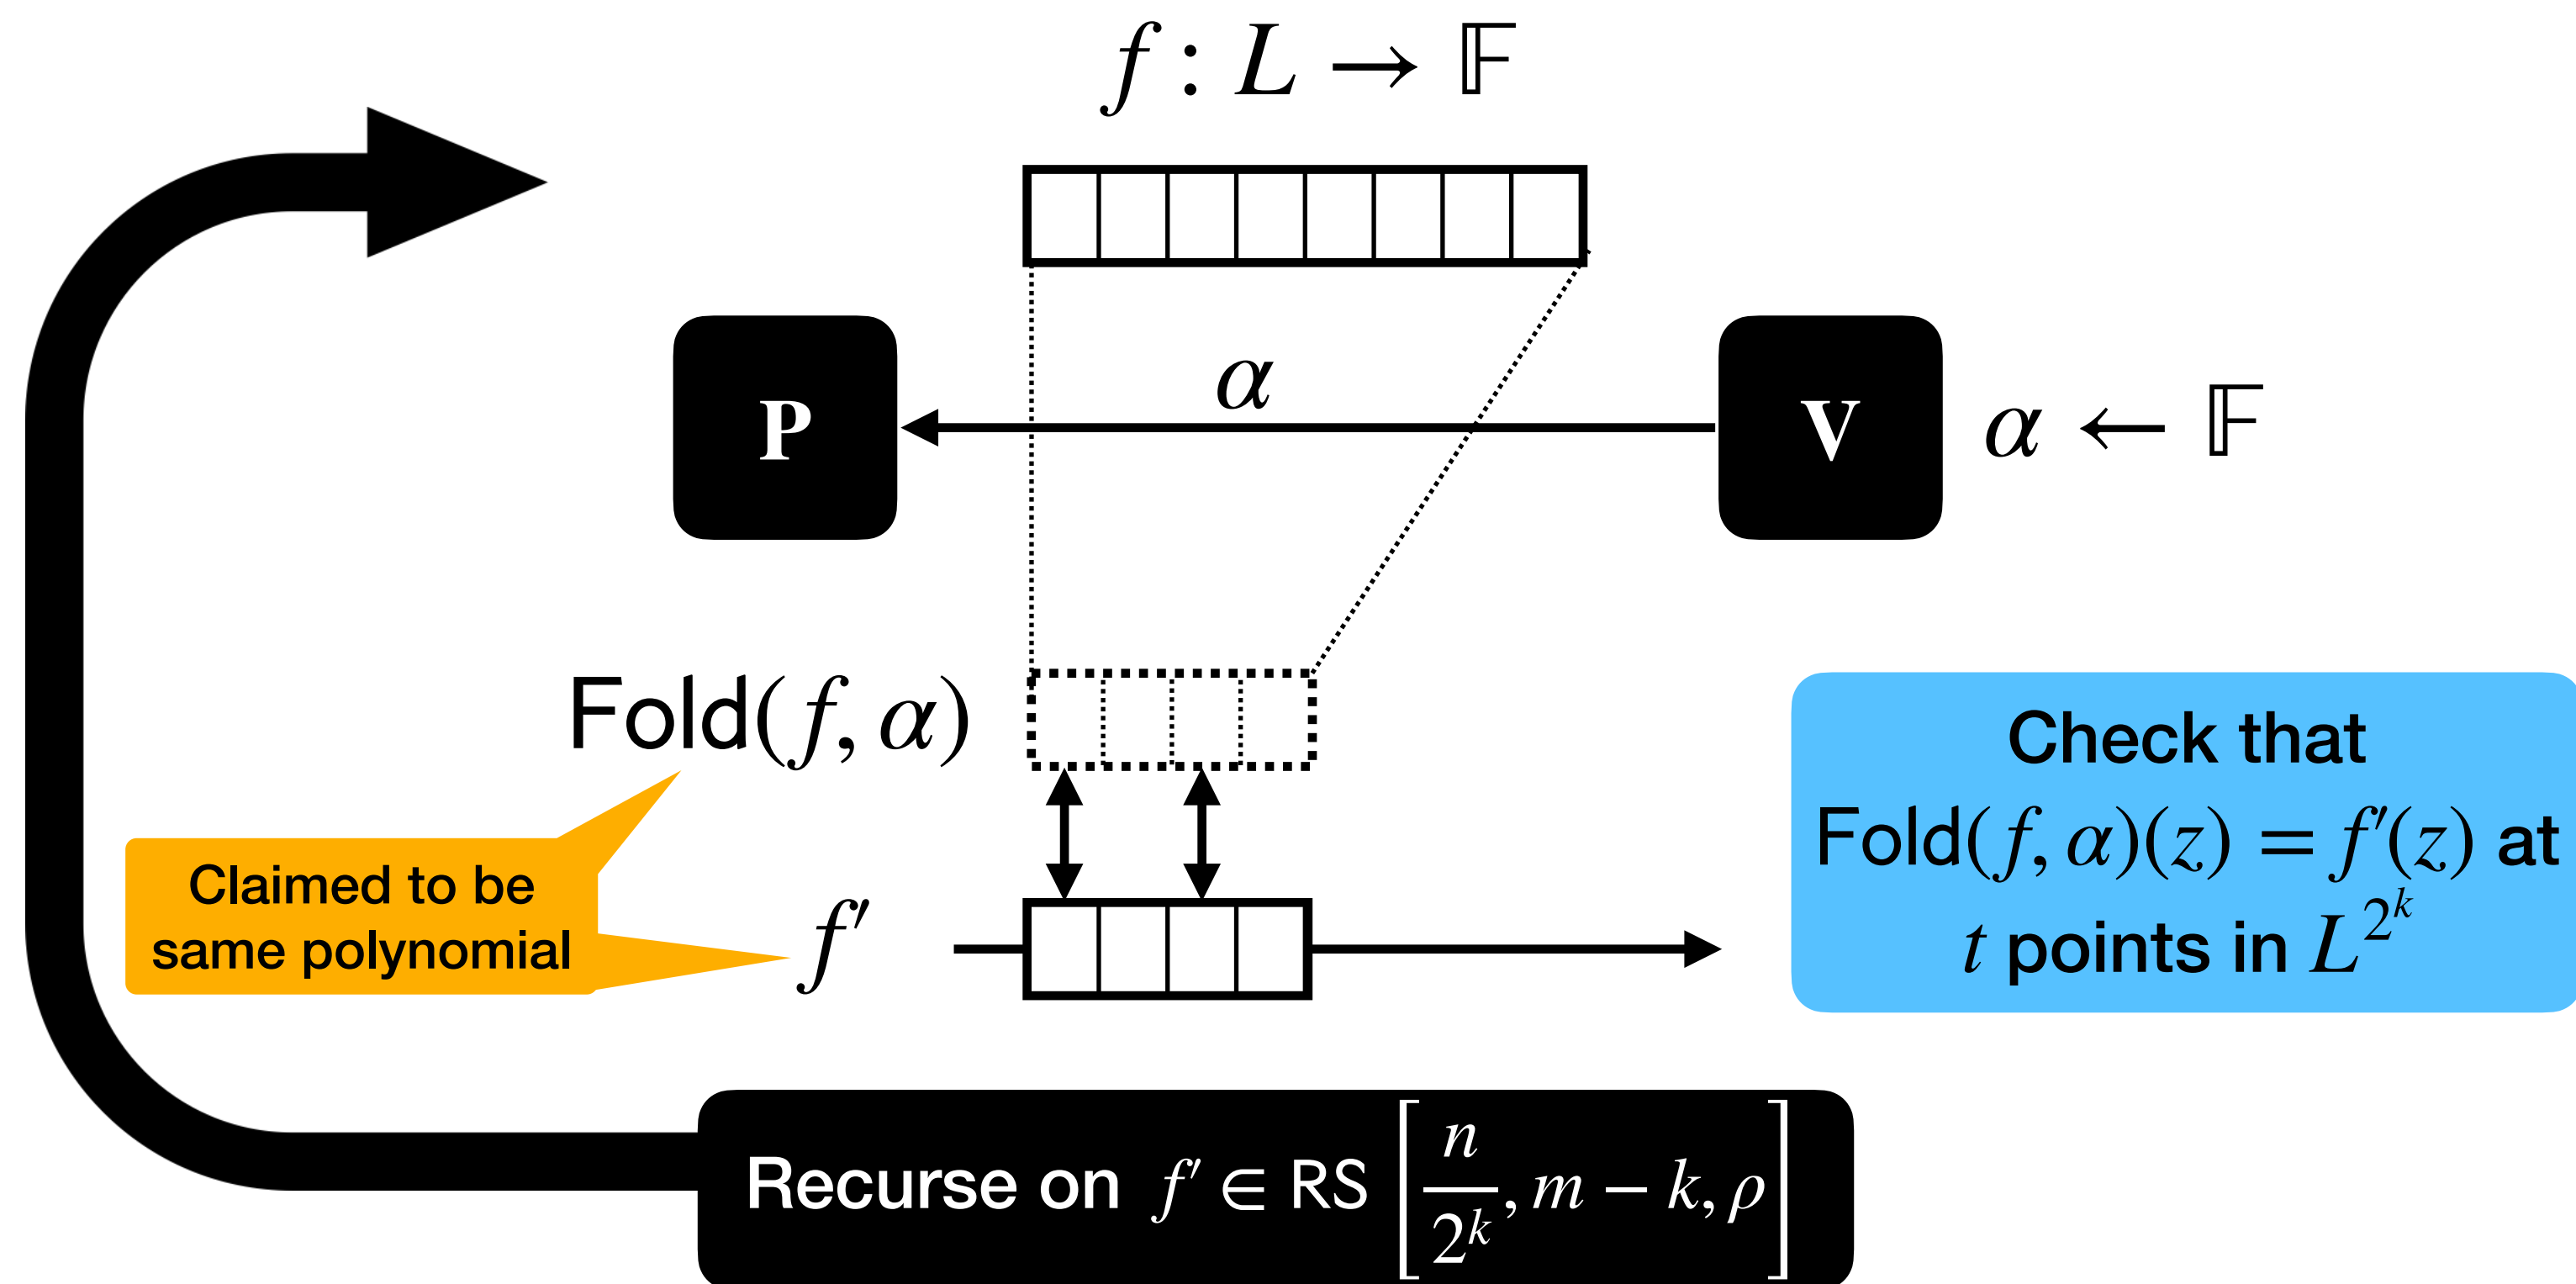 f : L → 𝔽
α
P
V
α ← 𝔽
Fold(f, α)
Check that
Fold(f, α)(z) = f′(z) at
t points in L^{2^k}
Claimed to be
same polynomial
f′
Recurse on f′ ∈ RS [n/2^k, m − k, ρ]